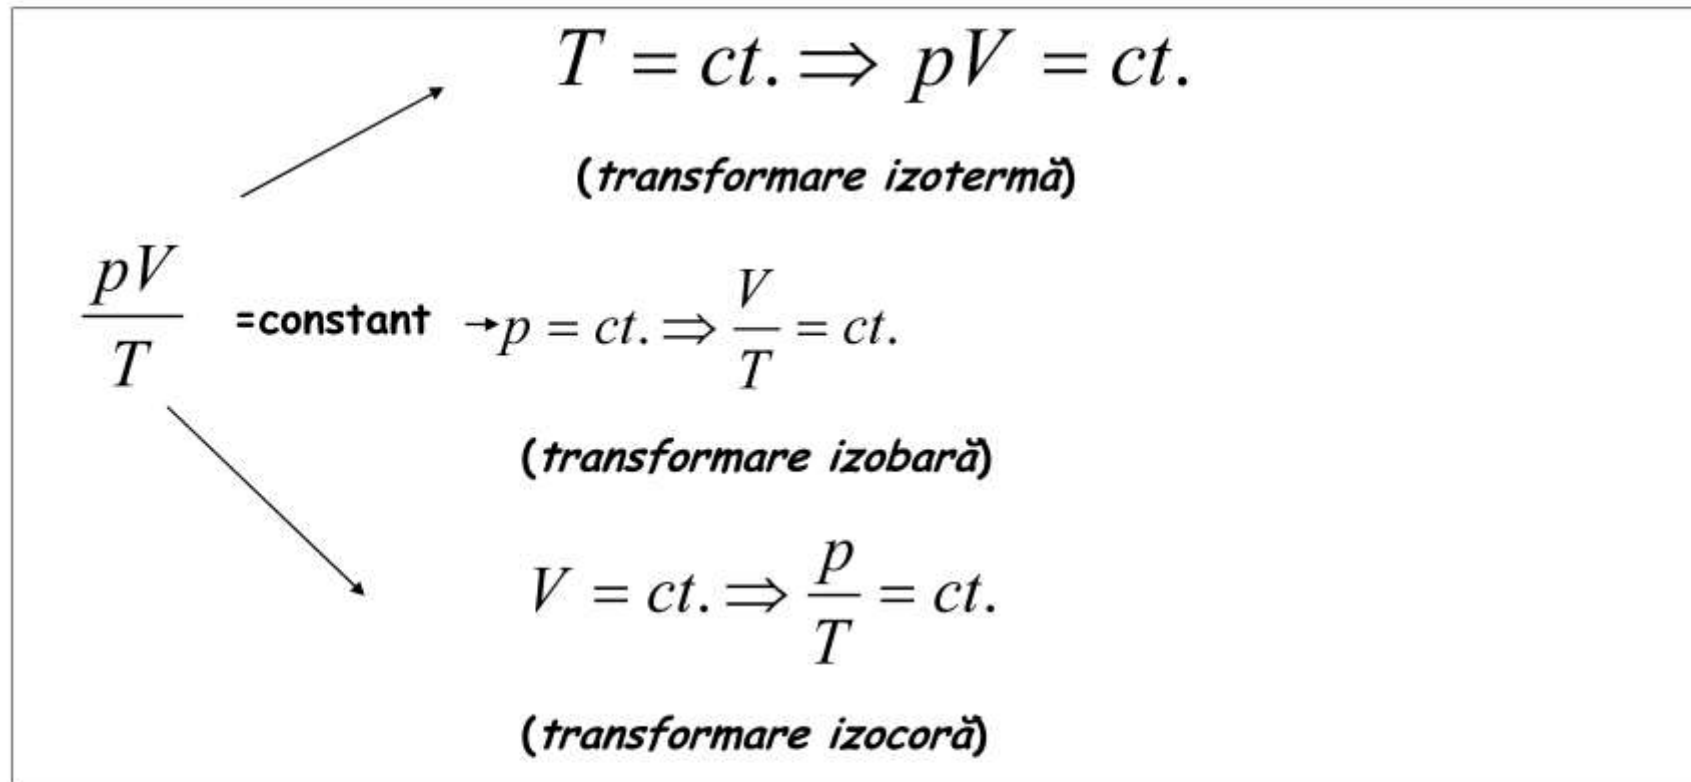 T = ct. ⇒ pV = ct.
(transformare izotermă)
pV/T =constant → p = ct. ⇒ V/T = ct.
(transformare izobară)
V = ct. ⇒ p/T = ct.
(transformare izocoră)